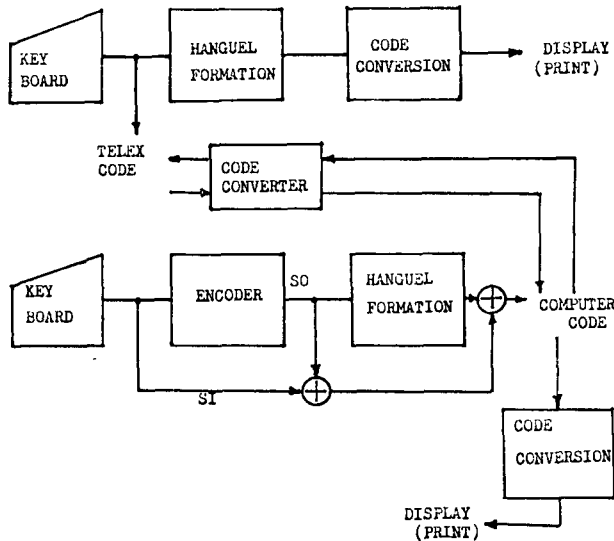 KEY
BOARD
HANGUEL
FORMATION
CODE
CONVERSION
DISPLAY
(PRINT)
TELEX
CODE
CODE
CONVERTER
KEY
BOARD
ENCODER
SO
HANGUEL
FORMATION
COMPUTER
CODE
SI
CODE
CONVERSION
DISPLAY
(PRINT)